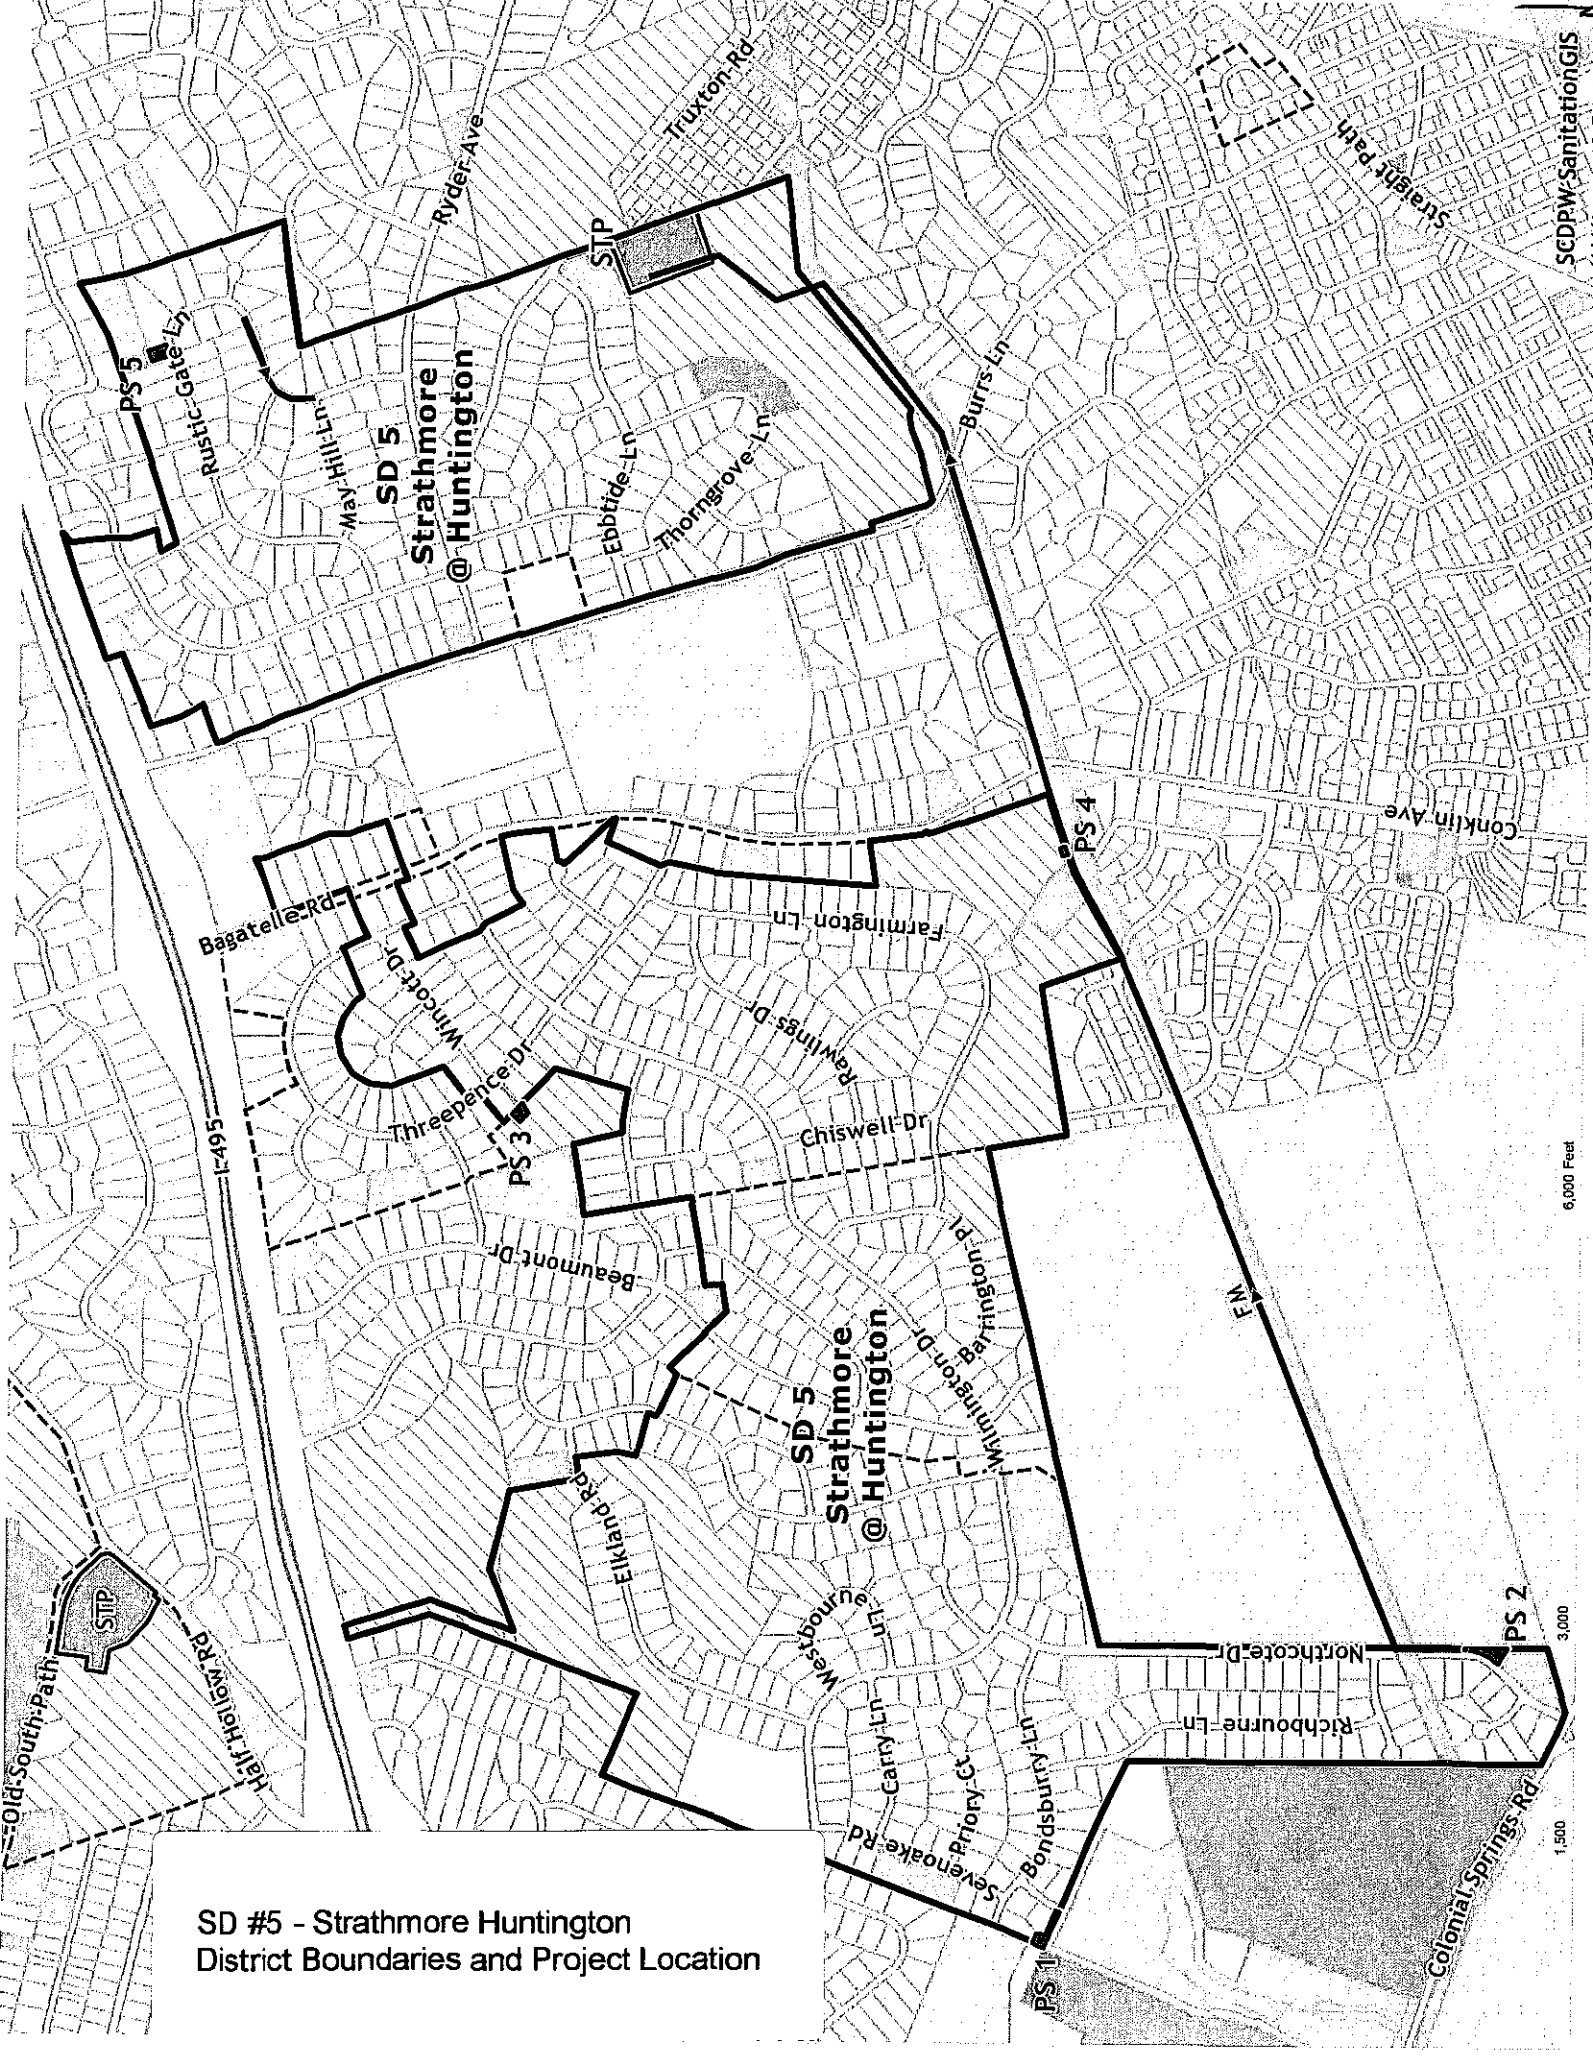 SD #5 - Strathmore Huntington
District Boundaries and Project Location
Old South Path
STP
Half Hollow Rd
I-495
PS 5
Rustic Gate Ln
May Hill Ln
SD 5
Strathmore
@ Huntington
Ryder Ave
Truxton Rd
STP
Ebbtide Ln
Thorngrove Ln
Burrs Ln
Straight Path
Bagatelle Rd
Wincott Dr
Threepence Dr
PS 3
Farmington Ln
Rawlings Dr
Chiswell Dr
PS 4
Conklin Ave
Beaumont Dr
Elkland Rd
SD 5
Strathmore
@ Huntington
Barrington Pl
Wilmington Dr
FM
Westbourne
Ln
Carry Ln
Priory Ct
Bondsburry Ln
Sevenoake Rd
Northcote Dr
Richbourne Ln
PS 1
PS 2
Colonial Springs Rd
1,500
3,000
6,000 Feet
SCDPW SanitationGIS
N